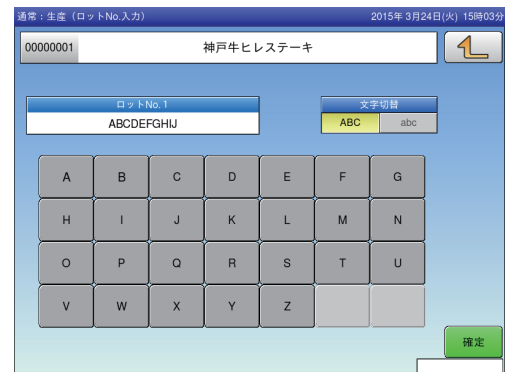 通常：生産（ロットNo.入力）
2015年 3月24日(火) 15時03分
00000001 神戸牛ヒレステーキ
ロットNo.1 文字切替
ABCDEFGHIJ ABC abc
A B C D E F G
H I J K L M N
O P Q R S T U
V W X Y Z
確定